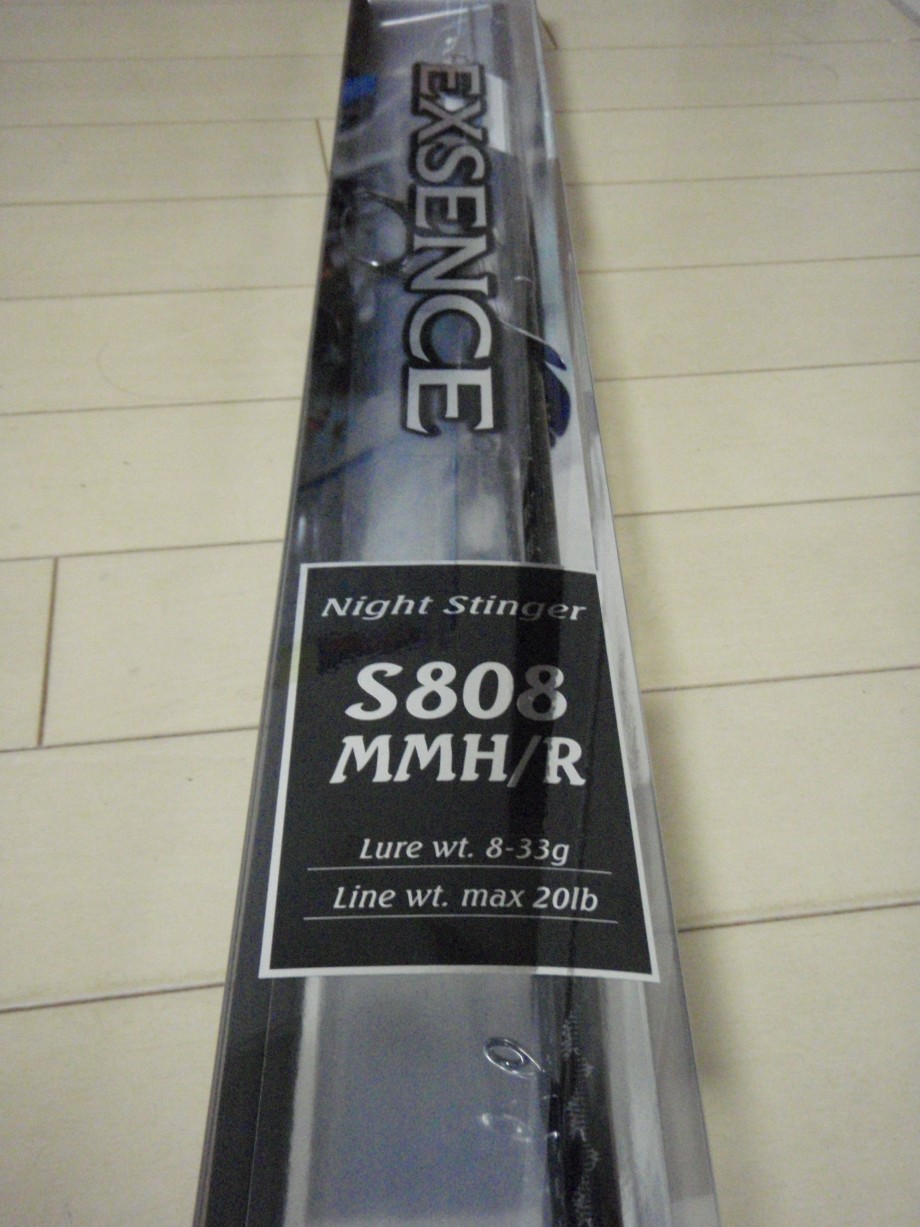 EXSENCE
Night Stinger
S808
MMH/R
Lure wt. 8-33g
Line wt. max 20lb